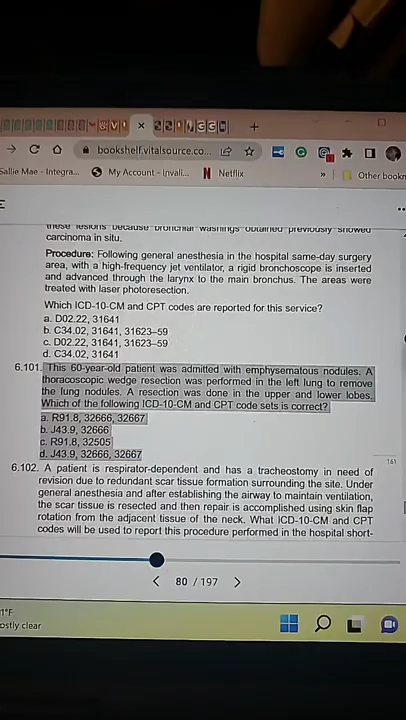 bookshelf.vitalsource.co...
Sallie Mae - Integra... My Account - Invali... N Netflix » Other bookm
these lesions because bronchial washings obtained previously showed
carcinoma in situ.
Procedure: Following general anesthesia in the hospital same-day surgery
area, with a high-frequency jet ventilator, a rigid bronchoscope is inserted
and advanced through the larynx to the main bronchus. The areas were
treated with laser photoresection.
Which ICD-10-CM and CPT codes are reported for this service?
a. D02.22, 31641
b. C34.02, 31641, 31623–59
c. D02.22, 31641, 31623–59
d. C34.02, 31641
6.101. This 60-year-old patient was admitted with emphysematous nodules. A
thoracoscopic wedge resection was performed in the left lung to remove
the lung nodules. A resection was done in the upper and lower lobes.
Which of the following ICD-10-CM and CPT code sets is correct?
a. R91.8, 32666, 32667
b. J43.9, 32666
c. R91.8, 32505
d. J43.9, 32666, 32667
161
6.102. A patient is respirator-dependent and has a tracheostomy in need of
revision due to redundant scar tissue formation surrounding the site. Under
general anesthesia and after establishing the airway to maintain ventilation,
the scar tissue is resected and then repair is accomplished using skin flap
rotation from the adjacent tissue of the neck. What ICD-10-CM and CPT
codes will be used to report this procedure performed in the hospital short-
< 80 / 197 >
1°F
ostly clear